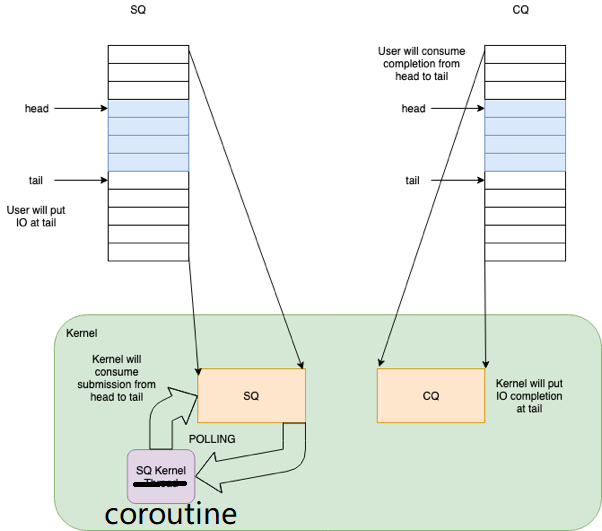 SQ
CQ
User will consume
completion from
head to tail
head
head
tail
tail
User will put
IO at tail
Kernel
Kernel will
consume
submission from
head to tail
SQ
CQ
Kernel will put
IO completion
at tail
POLLING
SQ Kernel
coroutine